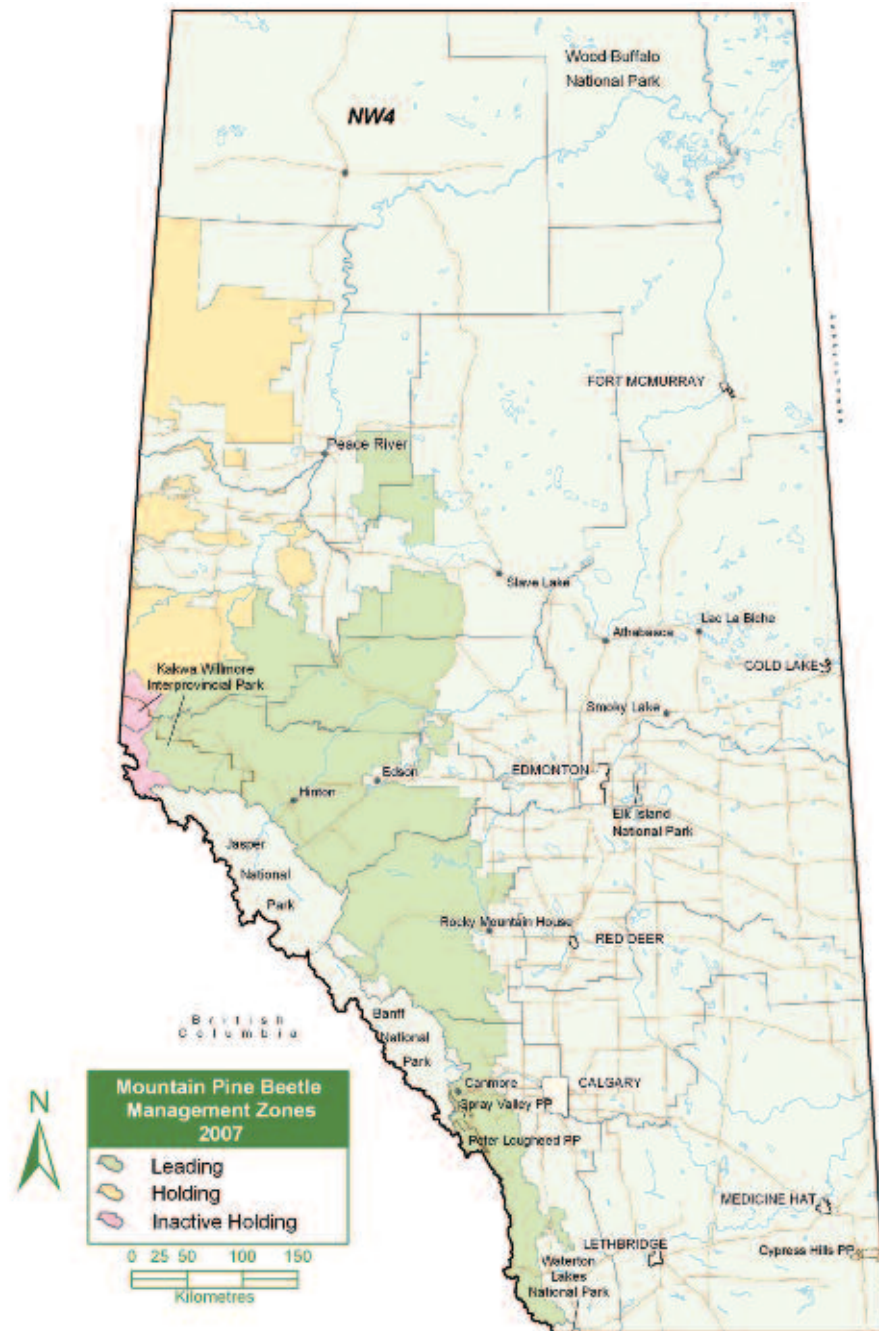 Wood Buffalo
National Park
NW4
FORT MCMURRAY
Peace River
Slave Lake
Lac La Biche
Athabasca
COLD LAKE
Kakwa Willmore
Interprovincial Park
Smoky Lake
EDMONTON
Edson
Hinton
Elk Island
National Park
Jasper
National
Park
Rocky Mountain House
RED DEER
British
Columbia
Banff
National
Park
Canmore
CALGARY
Spray Valley PP
Peter Lougheed PP
N
Mountain Pine Beetle
Management Zones
2007
Leading
Holding
Inactive Holding
0 25 50 100 150
Kilometres
MEDICINE HAT
LETHBRIDGE
Cypress Hills PP
Waterton
Lakes
National Park